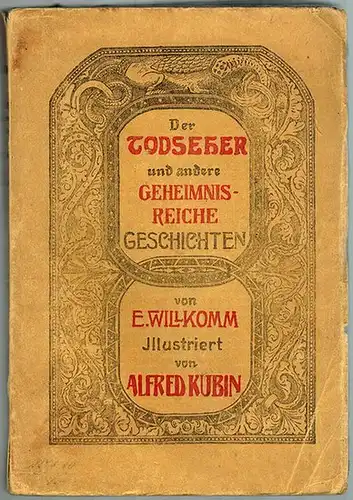 Der
TODSEHER
und andere
GEHEIMNIS-
REICHE
GESCHICHTEN
von
E. WILLKOMM
Jllustriert
von
ALFRED KUBIN